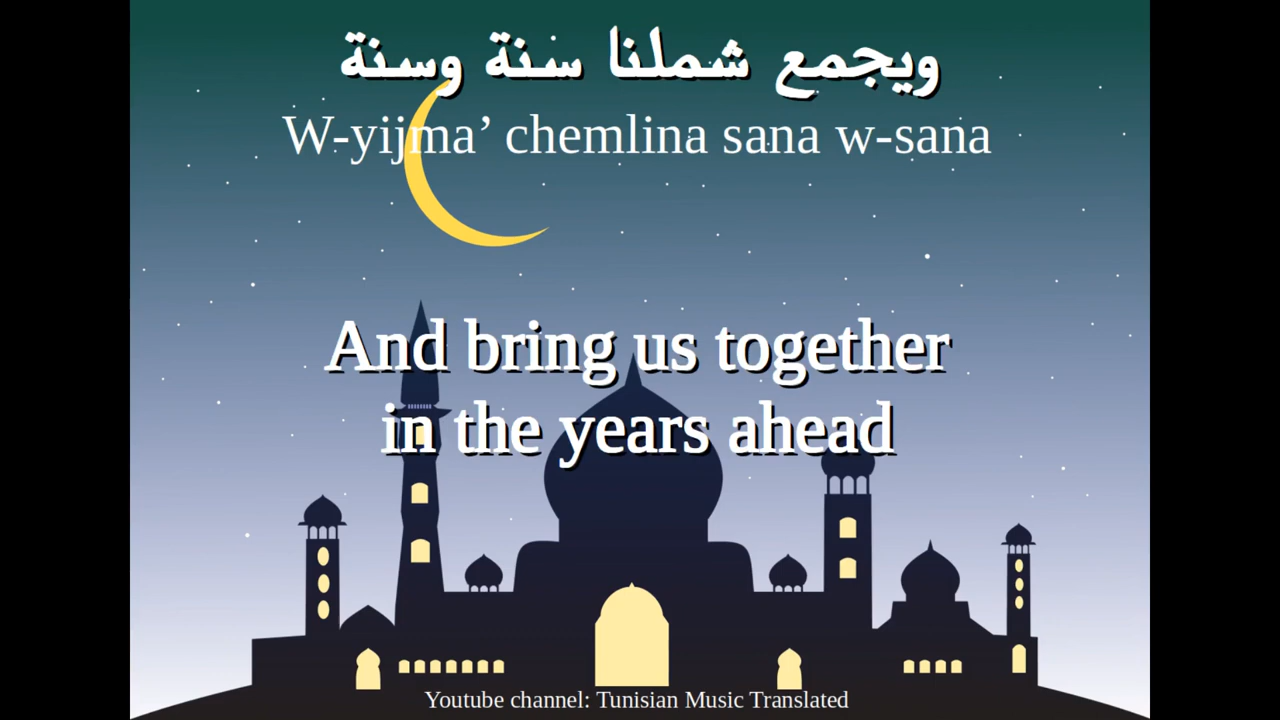 ويجمع شملنا سنة وسنة
W-yijma’ chemlina sana w-sana
And bring us together
in the years ahead
Youtube channel: Tunisian Music Translated